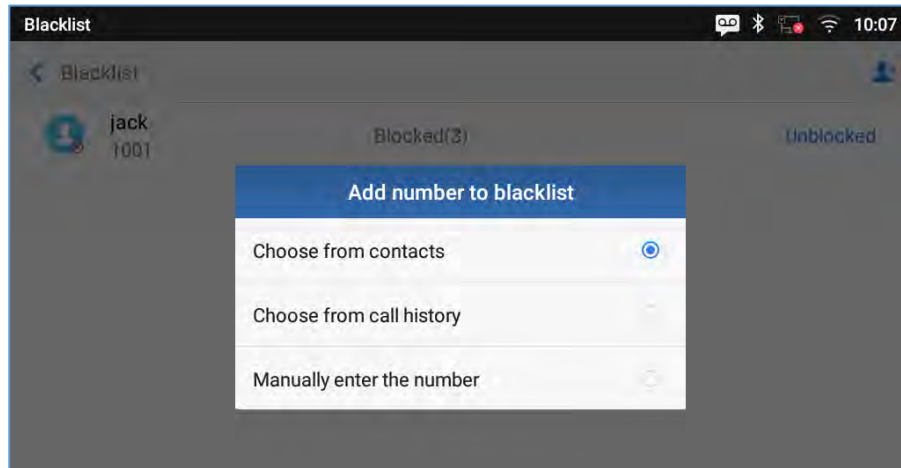 Blacklist
10:07
Blacklist
jack
1001
Blocked(3)
Unblocked
Add number to blacklist
Choose from contacts
Choose from call history
Manually enter the number